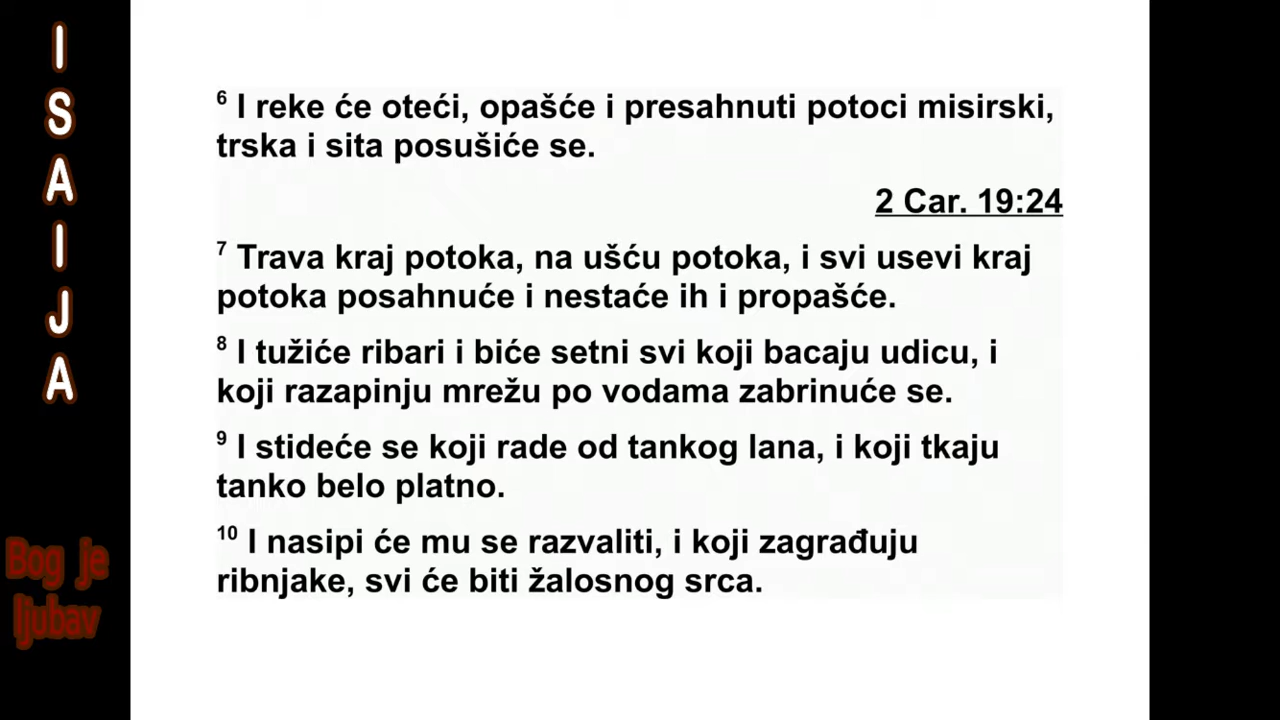 ISAIJA
6 I reke će oteći, opašće i presahnuti potoci misirski,
trska i sita posušiće se.
2 Car. 19:24
7 Trava kraj potoka, na ušću potoka, i svi usevi kraj
potoka posahnuće i nestaće ih i propašće.
8 I tužiće ribari i biće setni svi koji bacaju udicu, i
koji razapinju mrežu po vodama zabrinuće se.
9 I stideće se koji rade od tankog lana, i koji tkaju
tanko belo platno.
10 I nasipi će mu se razvaliti, i koji zagrađuju
ribnjake, svi će biti žalosnog srca.
Bog je
ljubav